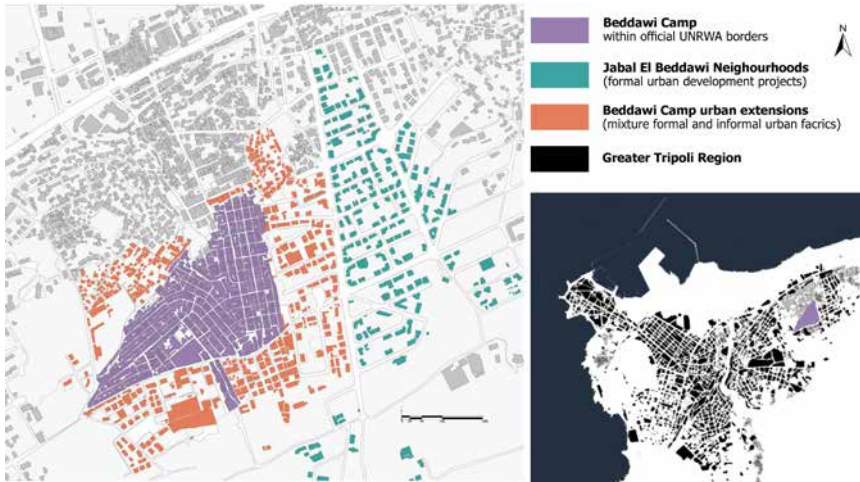 Beddawi Camp
within official UNRWA borders
Jabal El Beddawi Neighourhoods
(formal urban development projects)
Beddawi Camp urban extensions
(mixture formal and informal urban facrics)
Greater Tripoli Region
N